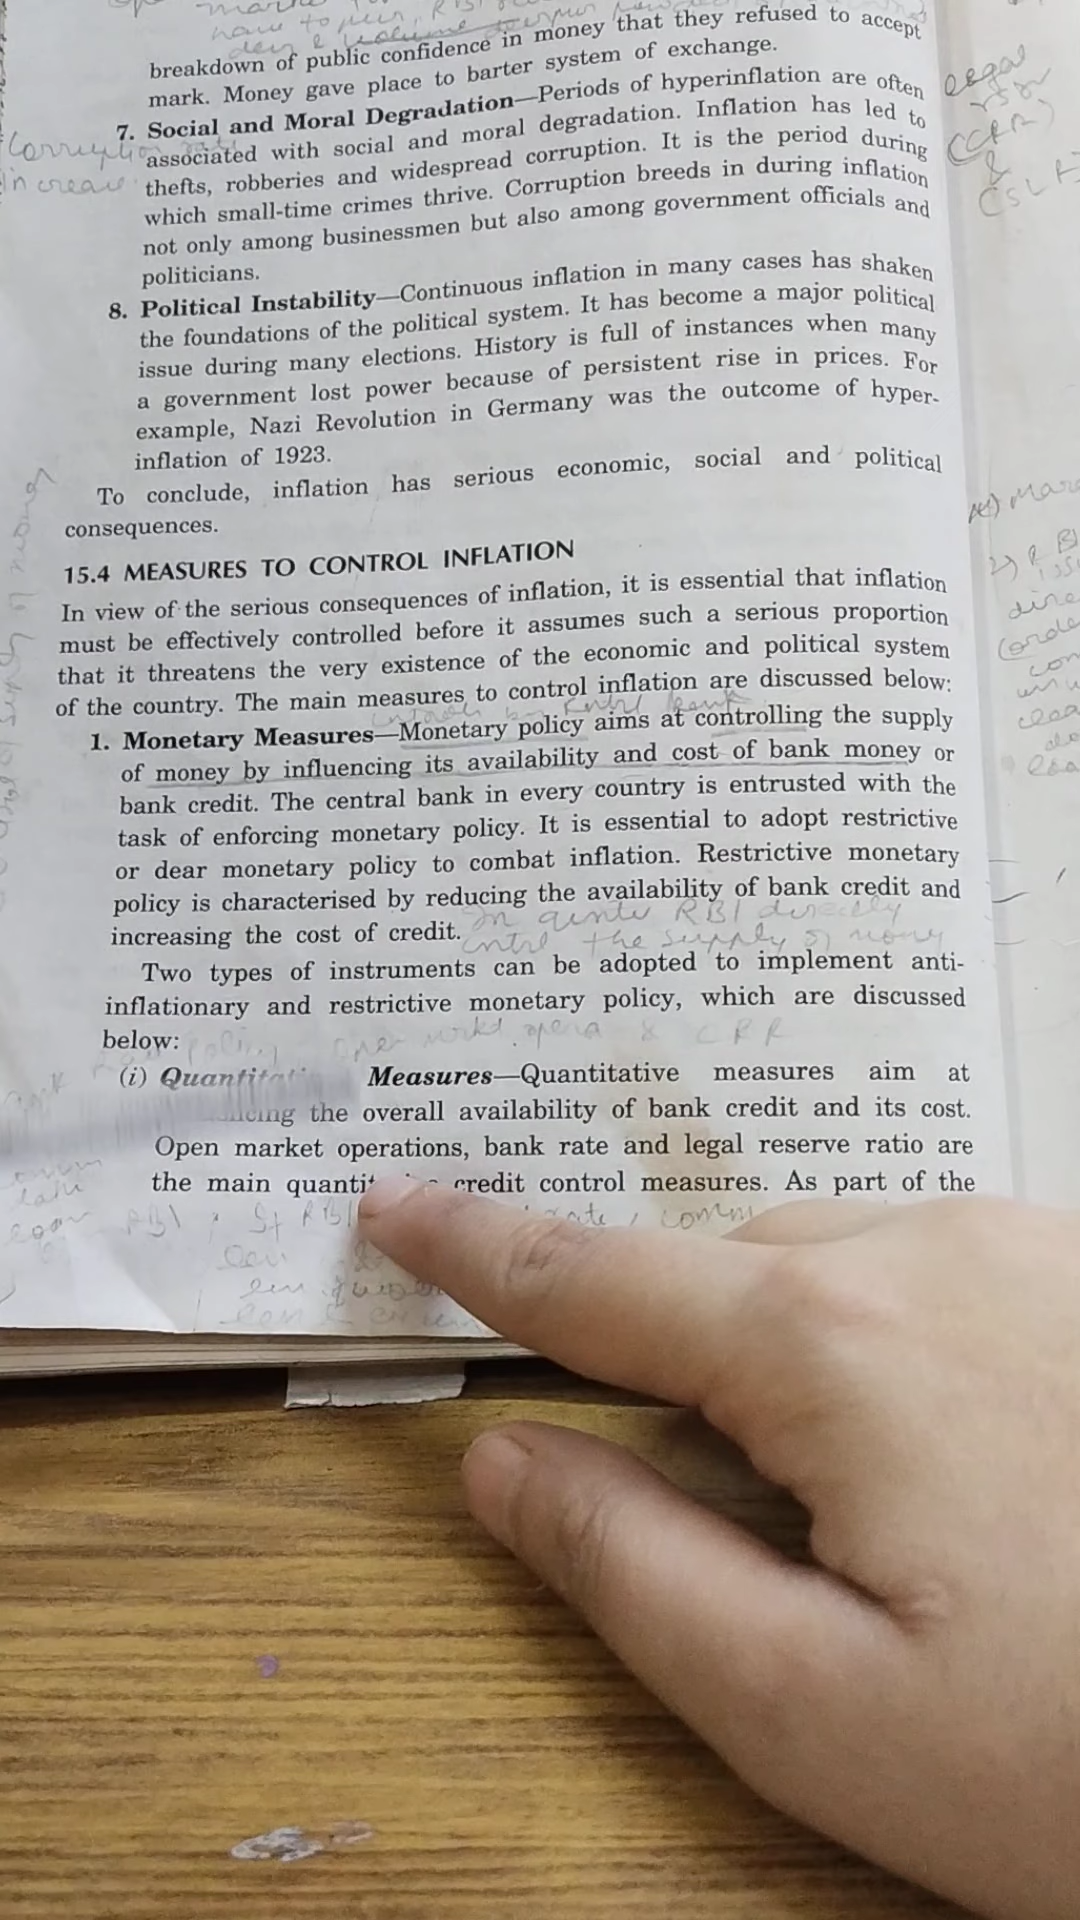 breakdown of public confidence in money that they refused to accept
mark. Money gave place to barter system of exchange.
7. Social and Moral Degradation—Periods of hyperinflation are often
associated with social and moral degradation. Inflation has led to
thefts, robberies and widespread corruption. It is the period during
which small-time crimes thrive. Corruption breeds in during inflation
not only among businessmen but also among government officials and
politicians.
Corruption
increase
legal
(CRR)
&
8. Political Instability—Continuous inflation in many cases has shaken
the foundations of the political system. It has become a major political
issue during many elections. History is full of instances when many
a government lost power because of persistent rise in prices. For
example, Nazi Revolution in Germany was the outcome of hyper-
inflation of 1923.
To conclude, inflation has serious economic, social and political
consequences.
15.4 MEASURES TO CONTROL INFLATION
In view of the serious consequences of inflation, it is essential that inflation
must be effectively controlled before it assumes such a serious proportion
that it threatens the very existence of the economic and political system
of the country. The main measures to control inflation are discussed below:
1. Monetary Measures—Monetary policy aims at controlling the supply
of money by influencing its availability and cost of bank money or
bank credit. The central bank in every country is entrusted with the
task of enforcing monetary policy. It is essential to adopt restrictive
or dear monetary policy to combat inflation. Restrictive monetary
policy is characterised by reducing the availability of bank credit and
increasing the cost of credit.
RBI directly
the supply of mony
Two types of instruments can be adopted to implement anti-
inflationary and restrictive monetary policy, which are discussed
below:
opera & CRR
(i) Quantitati Measures—Quantitative measures aim at
ncing the overall availability of bank credit and its cost.
Open market operations, bank rate and legal reserve ratio are
the main quantit credit control measures. As part of the
RBI